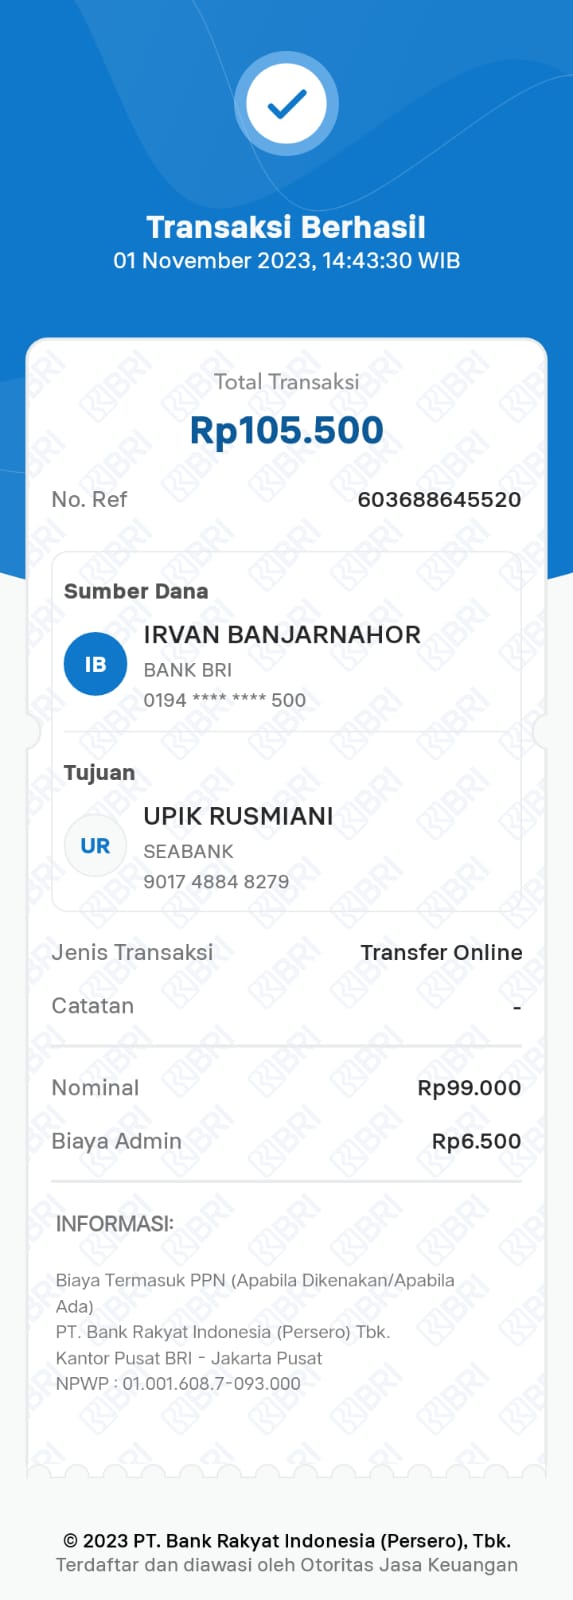 Transaksi Berhasil
01 November 2023, 14:43:30 WIB
Total Transaksi
Rp105.500
No. Ref 603688645520
Sumber Dana
IB
IRVAN BANJARNAHOR
BANK BRI
0194 **** **** 500
Tujuan
UR
UPIK RUSMIANI
SEABANK
9017 4884 8279
Jenis Transaksi Transfer Online
Catatan -
Nominal Rp99.000
Biaya Admin Rp6.500
INFORMASI:
Biaya Termasuk PPN (Apabila Dikenakan/Apabila
Ada)
PT. Bank Rakyat Indonesia (Persero) Tbk.
Kantor Pusat BRI - Jakarta Pusat
NPWP : 01.001.608.7-093.000
© 2023 PT. Bank Rakyat Indonesia (Persero), Tbk.
Terdaftar dan diawasi oleh Otoritas Jasa Keuangan